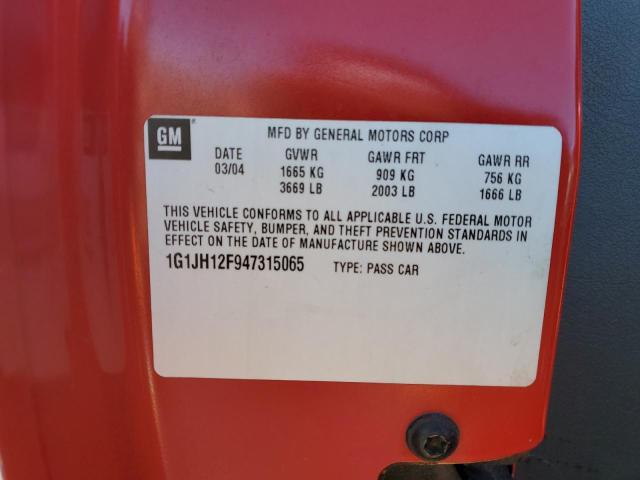 GM MFD BY GENERAL MOTORS CORP
DATE GVWR GAWR FRT GAWR RR
03/04 1665 KG 909 KG 756 KG
3669 LB 2003 LB 1666 LB
THIS VEHICLE CONFORMS TO ALL APPLICABLE U.S. FEDERAL MOTOR
VEHICLE SAFETY, BUMPER, AND THEFT PREVENTION STANDARDS IN
EFFECT ON THE DATE OF MANUFACTURE SHOWN ABOVE.
1G1JH12F947315065 TYPE: PASS CAR